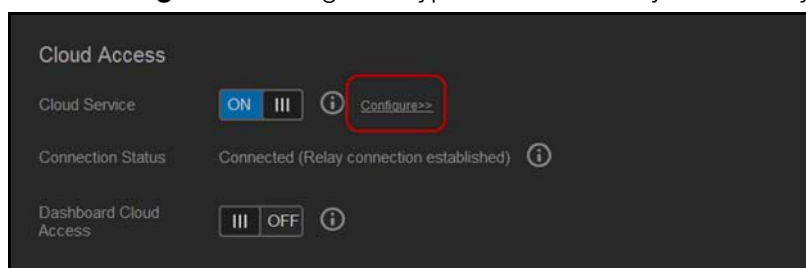 Cloud Access
Cloud Service ON Configure>>
Connection Status Connected (Relay connection established)
Dashboard Cloud
Access OFF